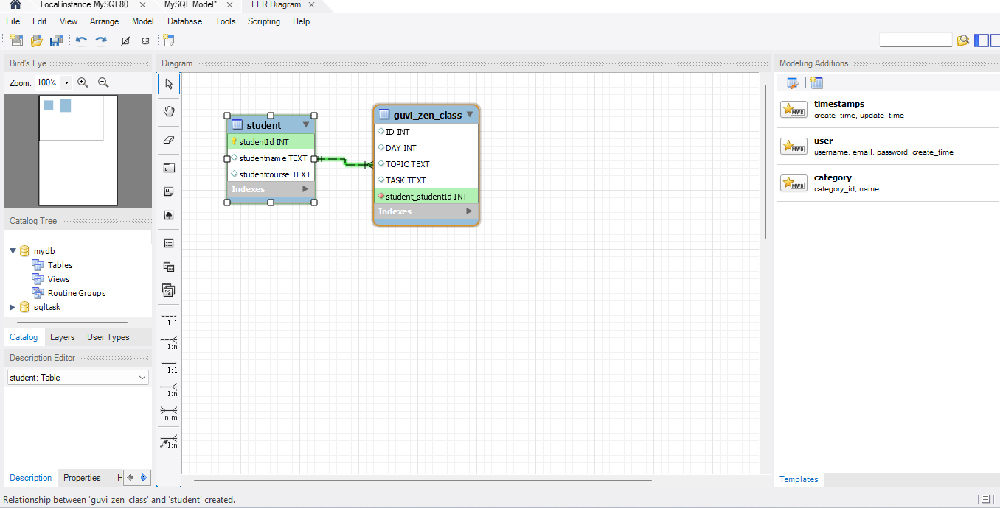 Local instance MySQL80
MySQL Model*
EER Diagram
File Edit View Arrange Model Database Tools Scripting Help
Bird's Eye
Zoom: 100%
Catalog Tree
mydb
Tables
Views
Routine Groups
sqltask
Catalog Layers User Types
Description Editor
student: Table
Description Properties H
Diagram
1:1
1:n
1:1
1:n
n:m
1:n
student
studentId INT
studentname TEXT
studentcourse TEXT
Indexes
guvi_zen_class
ID INT
DAY INT
TOPIC TEXT
TASK TEXT
student_studentId INT
Indexes
Modeling Additions
MWB
timestamps
create_time, update_time
MWB
user
username, email, password, create_time
MWB
category
category_id, name
Templates
Relationship between 'guvi_zen_class' and 'student' created.